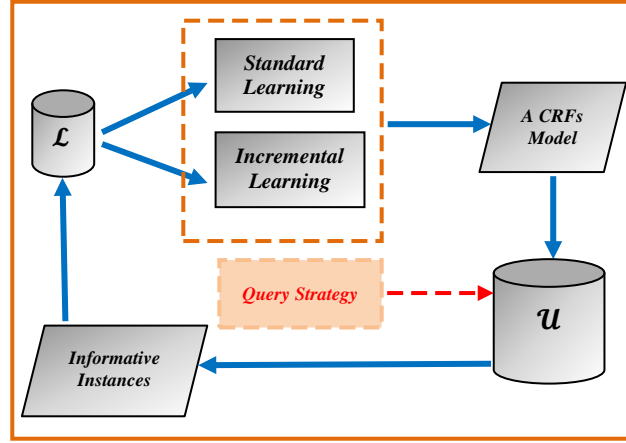 Standard
Learning
ℒ
Incremental
Learning
A CRFs
Model
Query Strategy
𝒰
Informative
Instances